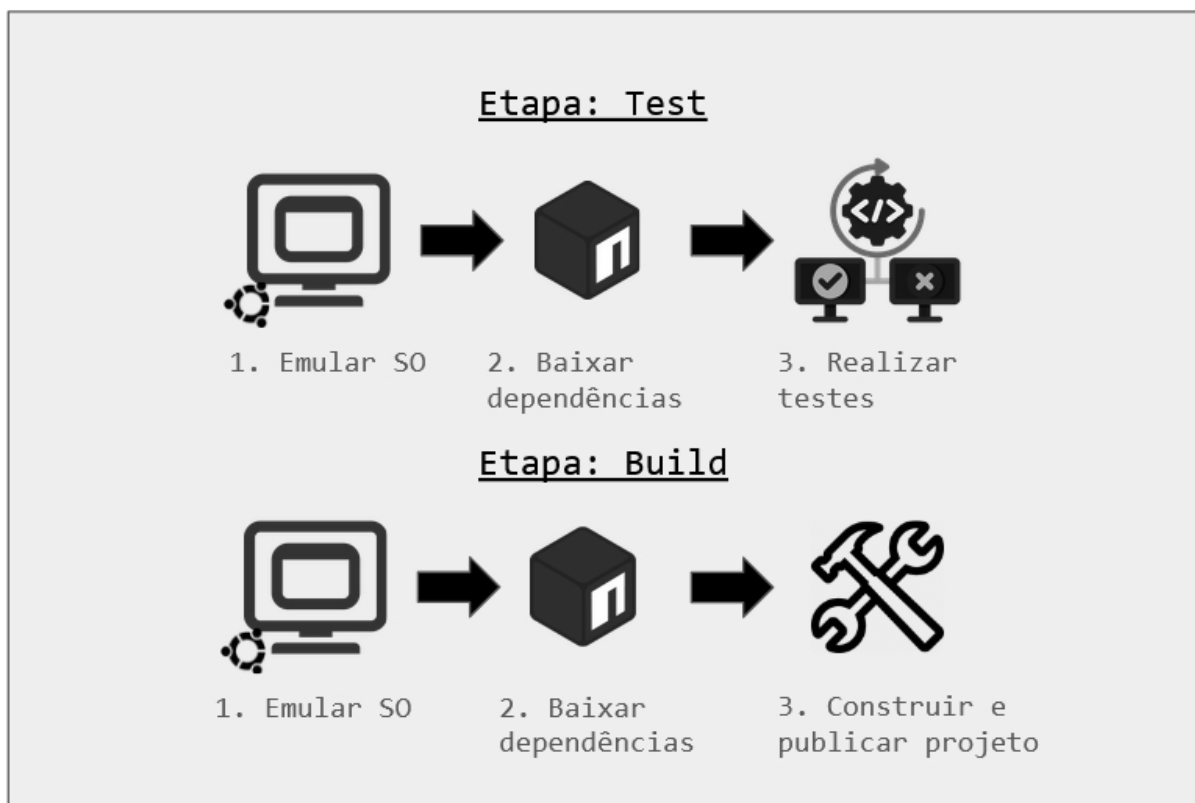 Etapa: Test
1. Emular SO
2. Baixar
dependências
3. Realizar
testes
Etapa: Build
1. Emular SO
2. Baixar
dependências
3. Construir e
publicar projeto